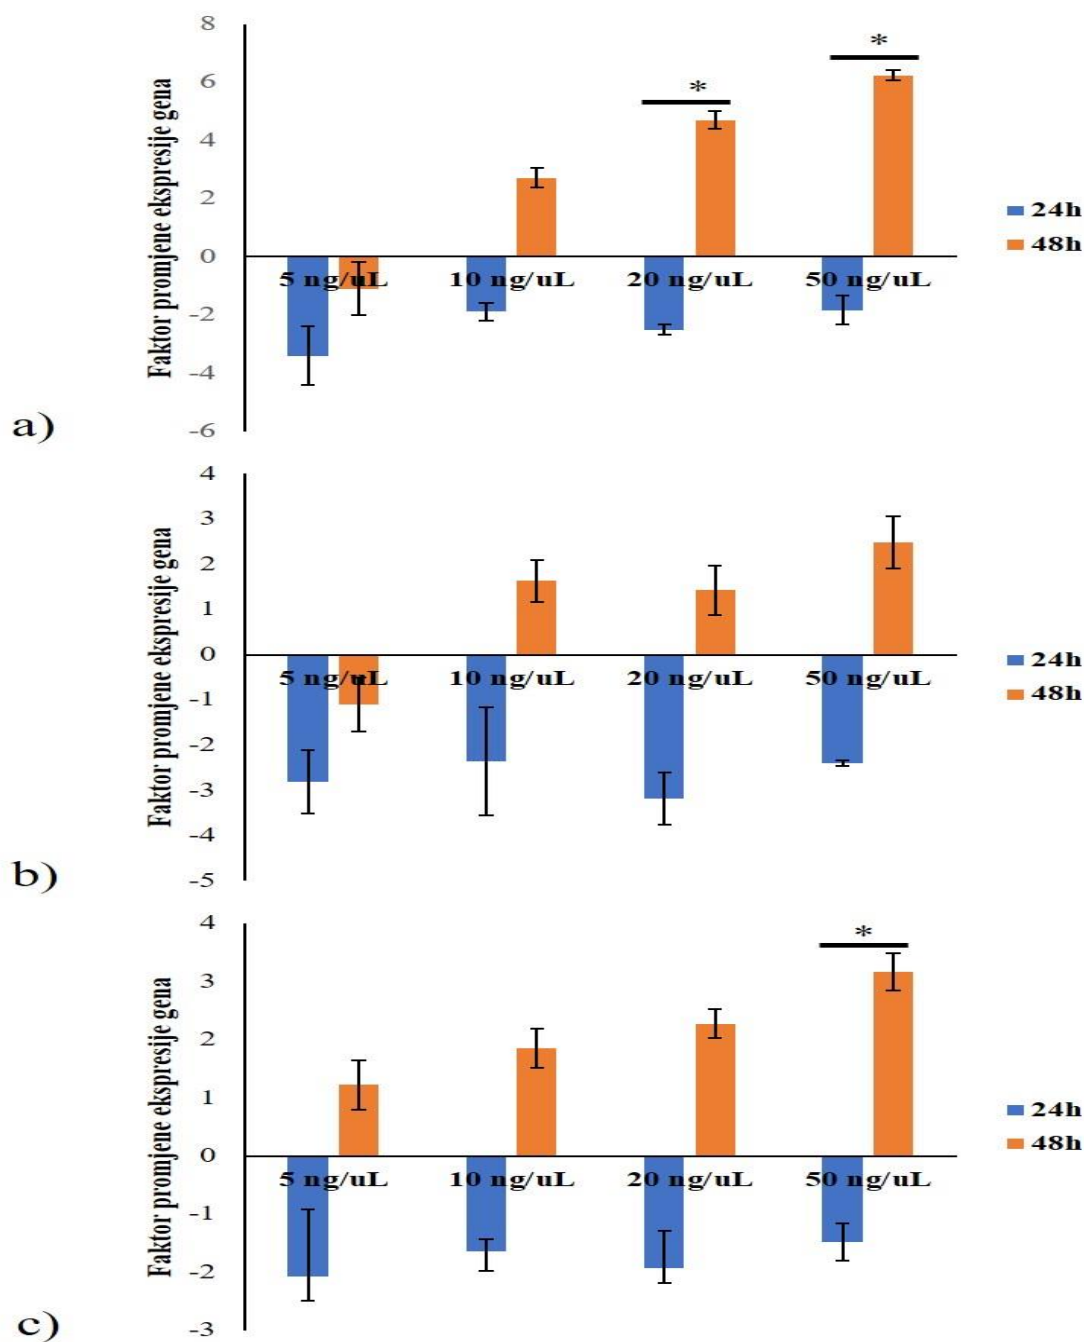 Faktor promjene ekspresije gena
8
6
4
2
0
-2
-4
-6
*
*
5 ng/uL 10 ng/uL 20 ng/uL 50 ng/uL
24h
48h
a)
Faktor promjene ekspresije gena
4
3
2
1
0
-1
-2
-3
-4
-5
5 ng/uL 10 ng/uL 20 ng/uL 50 ng/uL
24h
48h
b)
Faktor promjene ekspresije gena
4
3
2
1
0
-1
-2
-3
*
5 ng/uL 10 ng/uL 20 ng/uL 50 ng/uL
24h
48h
c)